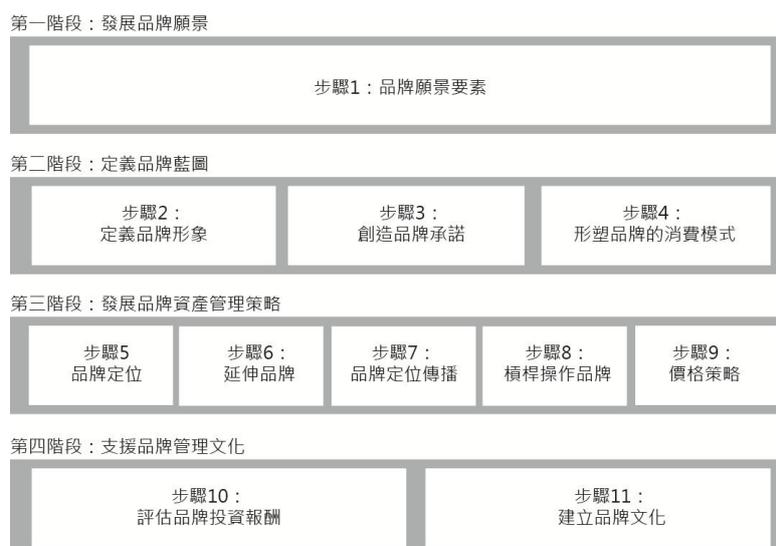 第一階段：發展品牌願景
步驟1：品牌願景要素
第二階段：定義品牌藍圖
步驟2：
定義品牌形象
步驟3：
創造品牌承諾
步驟4：
形塑品牌的消費模式
第三階段：發展品牌資產管理策略
步驟5
品牌定位
步驟6：
延伸品牌
步驟7：
品牌定位傳播
步驟8：
槓桿操作品牌
步驟9：
價格策略
第四階段：支援品牌管理文化
步驟10：
評估品牌投資報酬
步驟11：
建立品牌文化